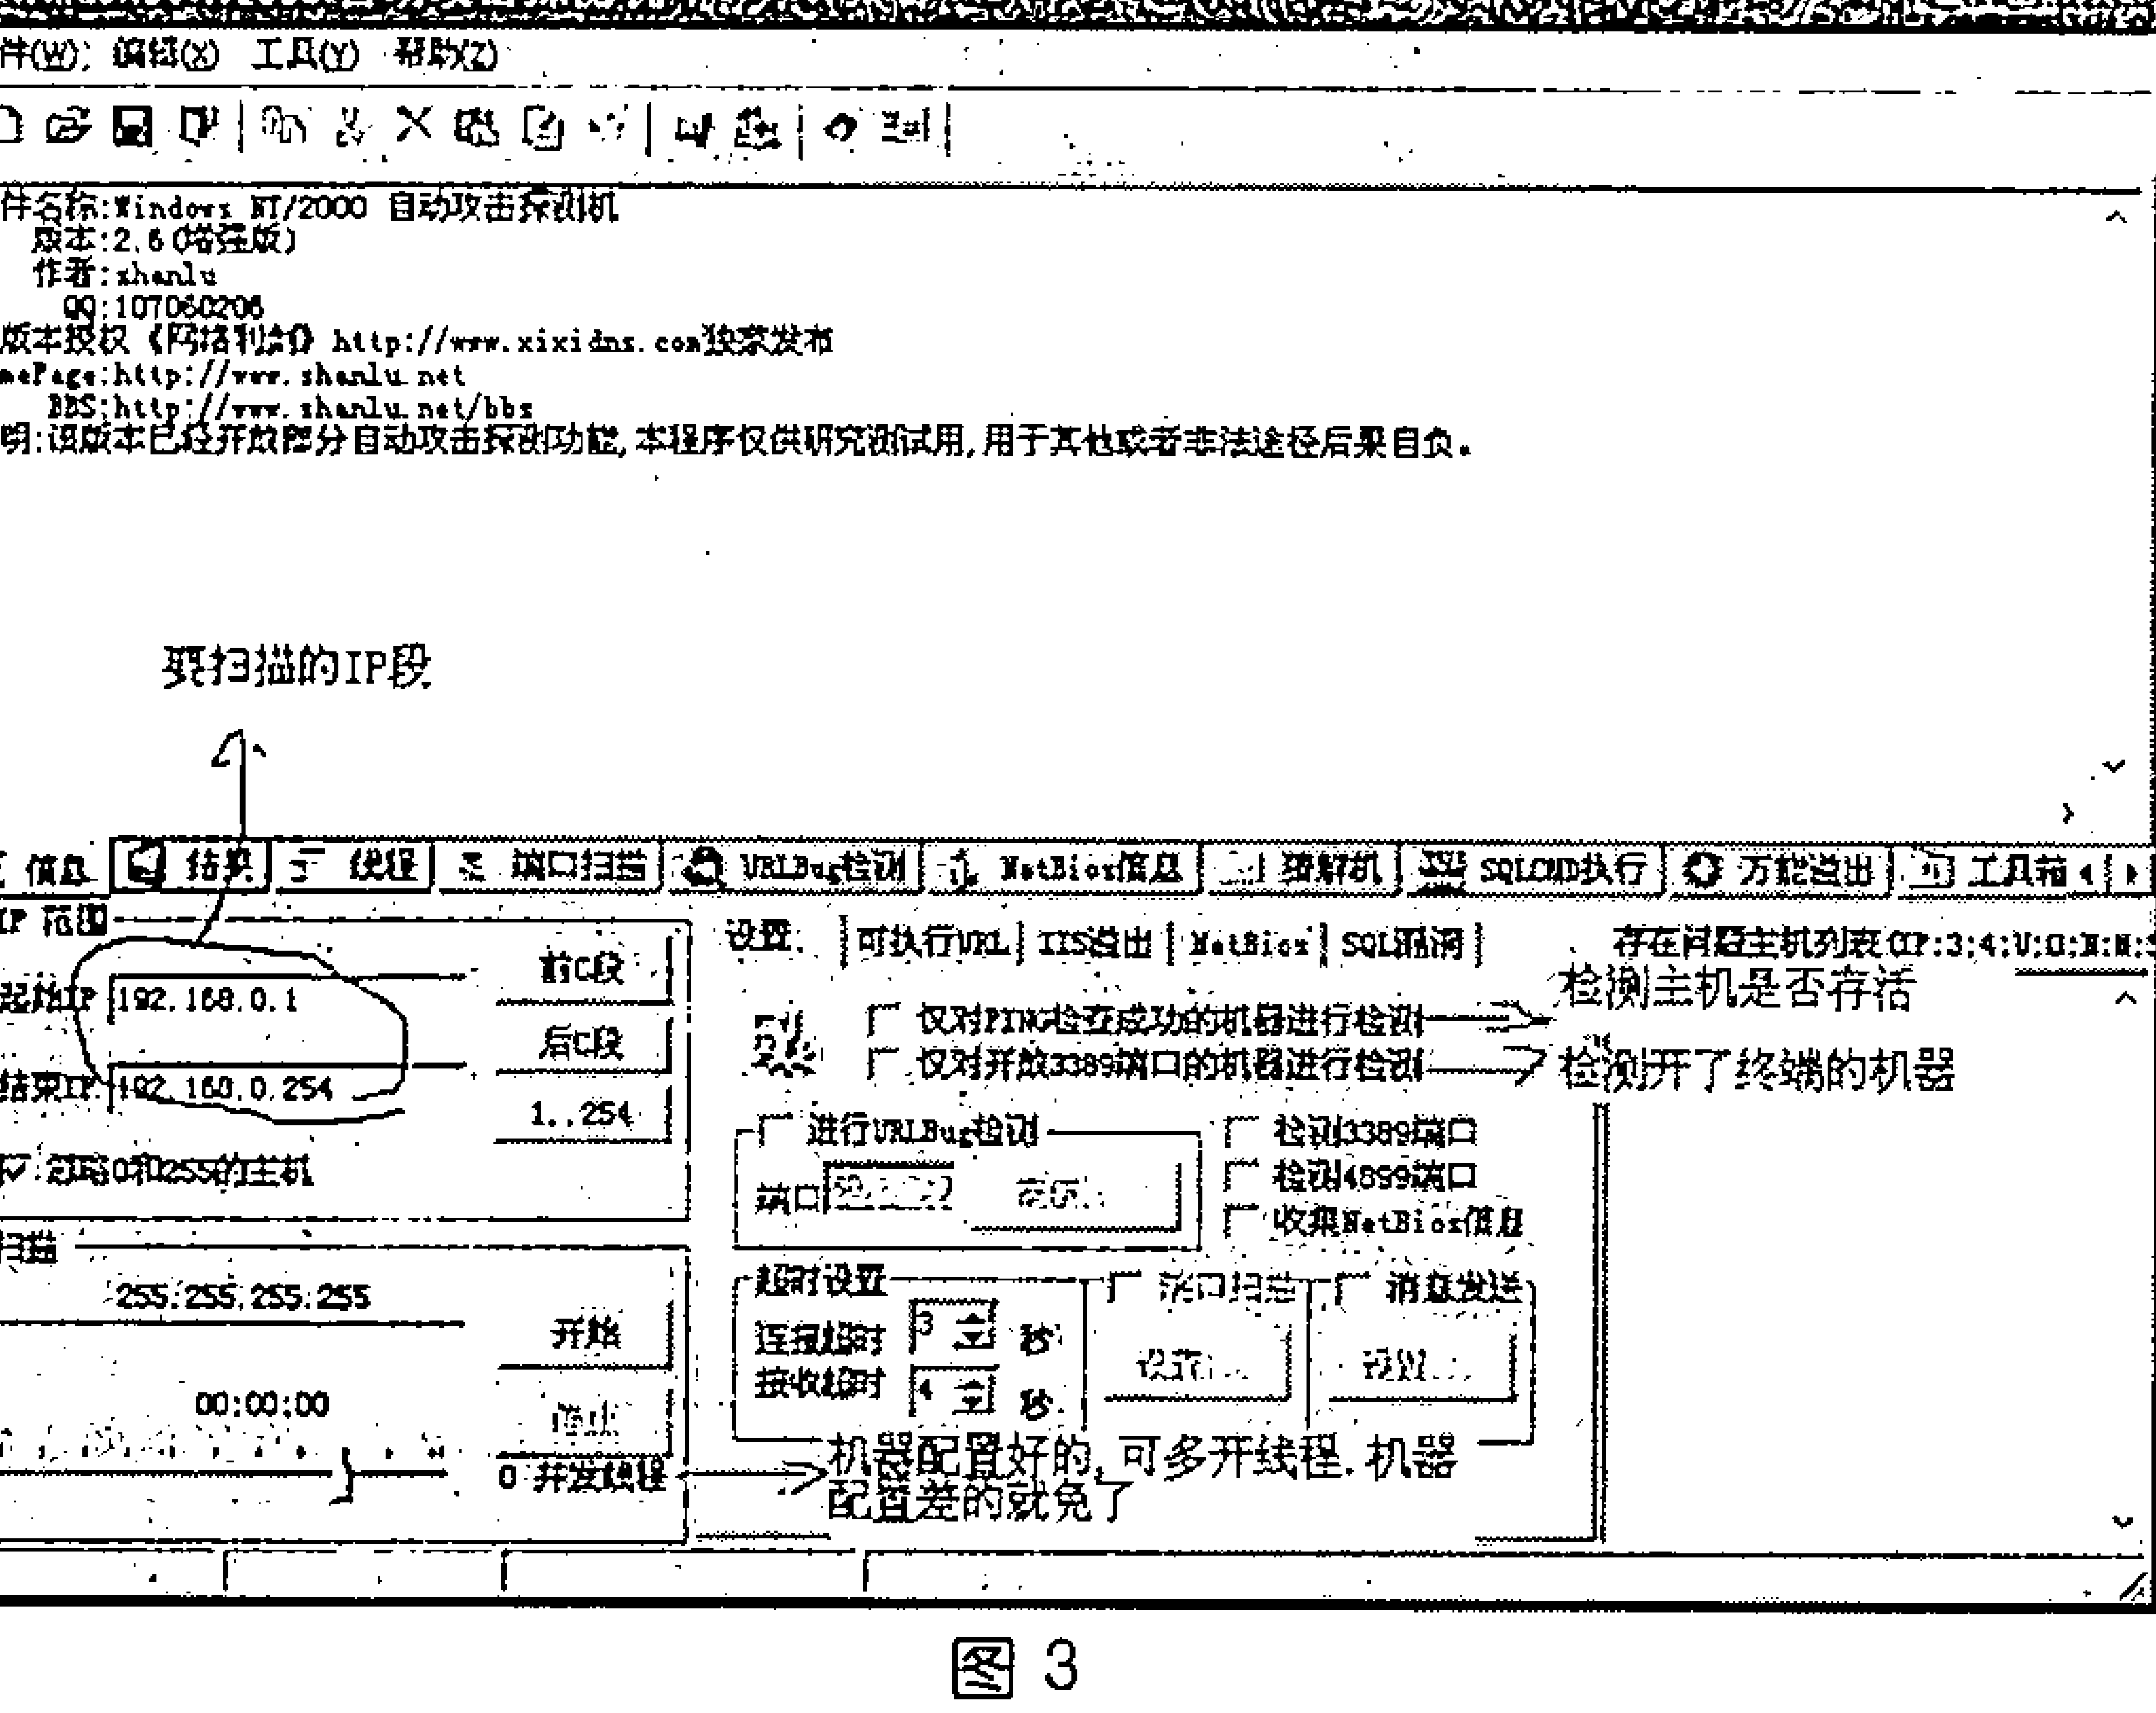 件(W) 编辑(X) 工具(Y) 帮助(Z)
件名称:Windows NT/2000 自动攻击探测机
版本:2.6(增强版)
作者:shanlu
QQ:107060206
版本授权《网络利剑》http://www.xixidns.com独家发布
mePage:http://www.shanlu.net
BBS:http://www.shanlu.net/bbs
明:该版本已经开放部分自动攻击探测功能,本程序仅供研究测试用,用于其他或者非法途径后果自负。
要扫描的IP段
信息 结果 线程 端口扫描 URLBug检测 NetBios信息 破解机 SQLCMD执行 万能溢出 工具箱
IP 范围
起始IP 192.168.0.1
结束IP 192.168.0.254
前C段
后C段
1..254
忽略0和255的主机
扫描
255.255.255.255
开始
00:00:00
停止
0 并发线程
设置 可执行URL IIS溢出 NetBios SQL漏洞
存在问题主机列表
仅对PING检查成功的机器进行检测
检测主机是否存活
仅对开放3389端口的机器进行检测
检测开了终端的机器
进行URLBug检测
端口
检测3389端口
检测4899端口
收集NetBios信息
超时设置
连接超时 3 秒
接收超时 4 秒
端口扫描
设置...
消息发送
设置...
机器配置好的,可多开线程.机器
配置差的就免了
图 3